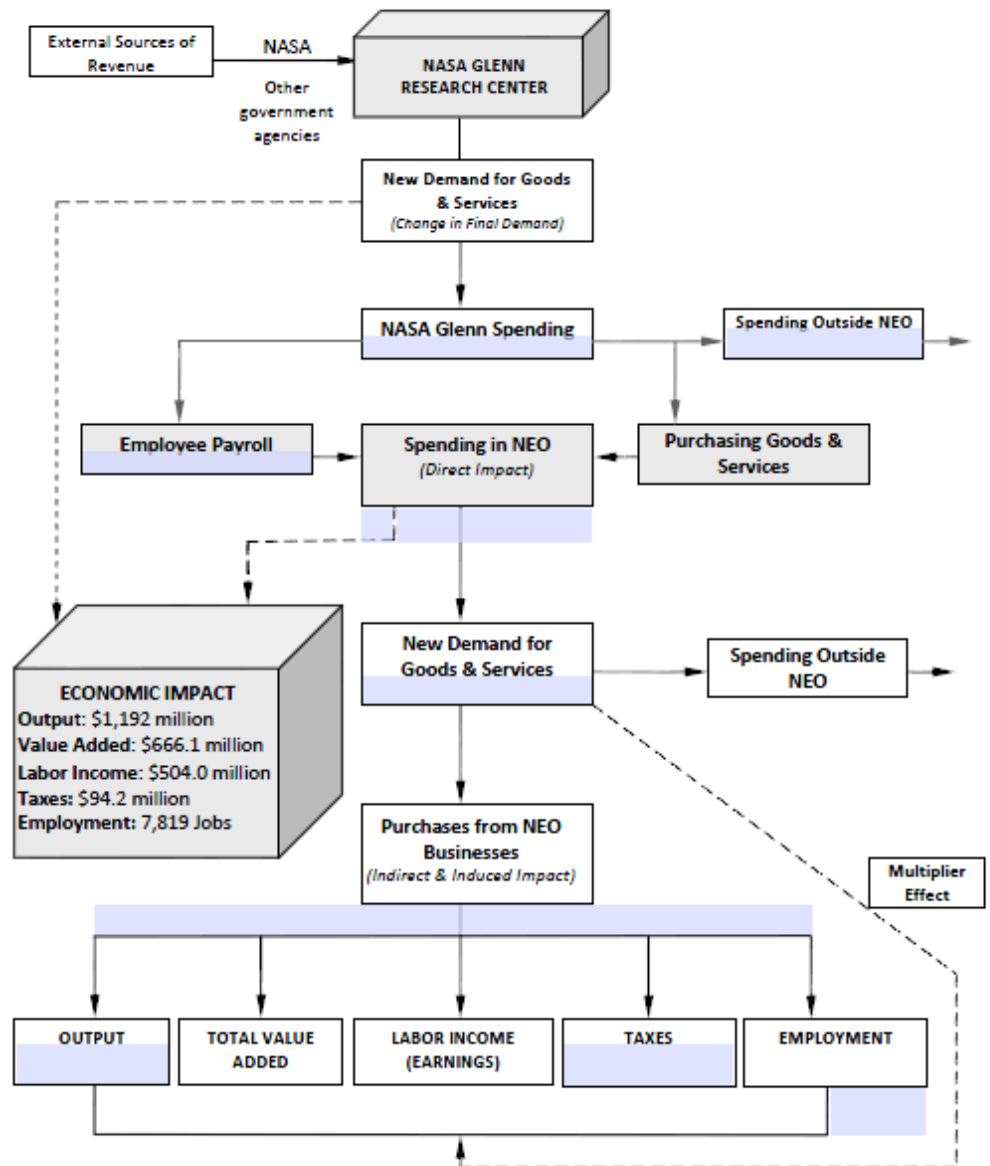 External Sources of
Revenue
NASA
Other
government
agencies
NASA GLENN
RESEARCH CENTER
New Demand for Goods
& Services
(Change in Final Demand)
NASA Glenn Spending
Spending Outside NEO
Employee Payroll
Spending in NEO
(Direct Impact)
Purchasing Goods &
Services
New Demand for
Goods & Services
Spending Outside
NEO
ECONOMIC IMPACT
Output: $1,192 million
Value Added: $666.1 million
Labor Income: $504.0 million
Taxes: $94.2 million
Employment: 7,819 Jobs
Purchases from NEO
Businesses
(Indirect & Induced Impact)
Multiplier
Effect
OUTPUT
TOTAL VALUE
ADDED
LABOR INCOME
(EARNINGS)
TAXES
EMPLOYMENT